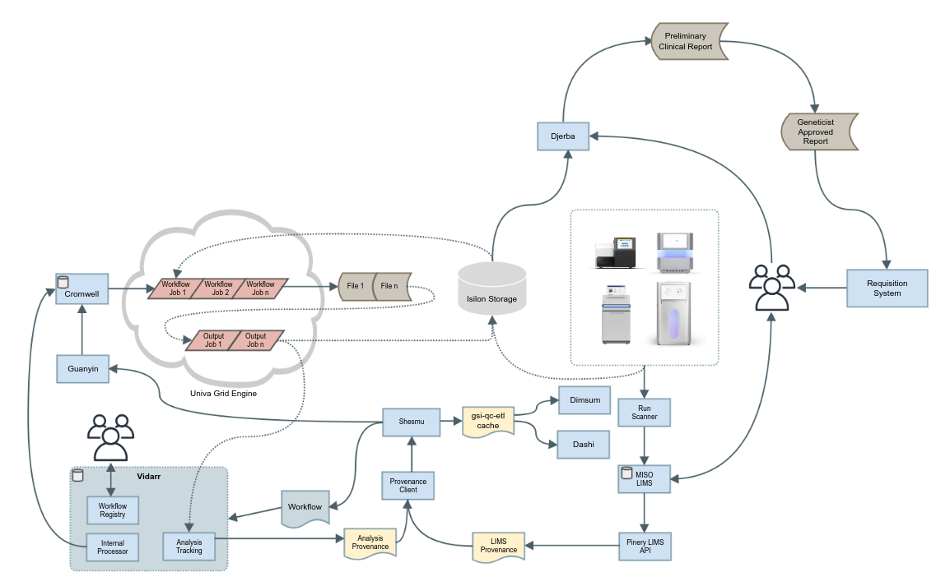 Preliminary
Clinical Report
Geneticist
Approved
Report
Djerba
Cromwell
Workflow
Job 1
Workflow
Job 2
Workflow
Job n
File 1
File n
Isilon Storage
Requisition
System
Output
Job 1
Output
Job n
Univa Grid Engine
Guanyin
Shesmu
gsi-qc-etl
cache
Dimsum
Dashi
Run
Scanner
MISO
LIMS
Provenance
Client
Vidarr
Workflow
Registry
Workflow
Internal
Processor
Analysis
Tracking
Analysis
Provenance
LIMS
Provenance
Pinery LIMS
API